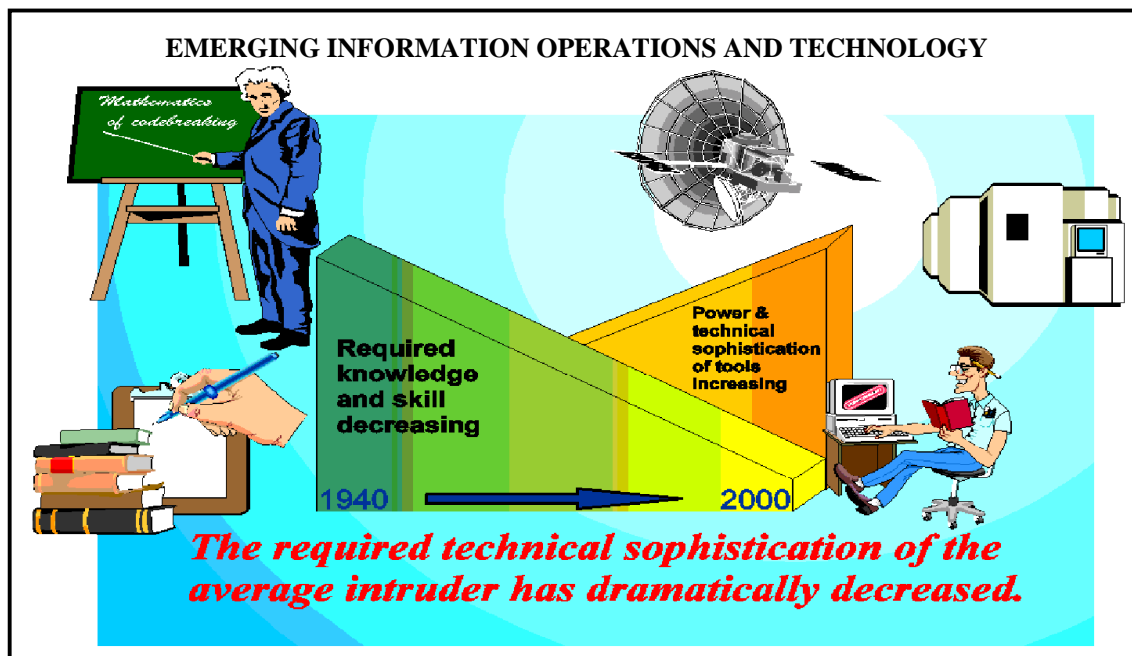 EMERGING INFORMATION OPERATIONS AND TECHNOLOGY
Mathematics
of codebreaking
Required
knowledge
and skill
decreasing
Power &
technical
sophistication
of tools
increasing
1940
2000
The required technical sophistication of the
average intruder has dramatically decreased.